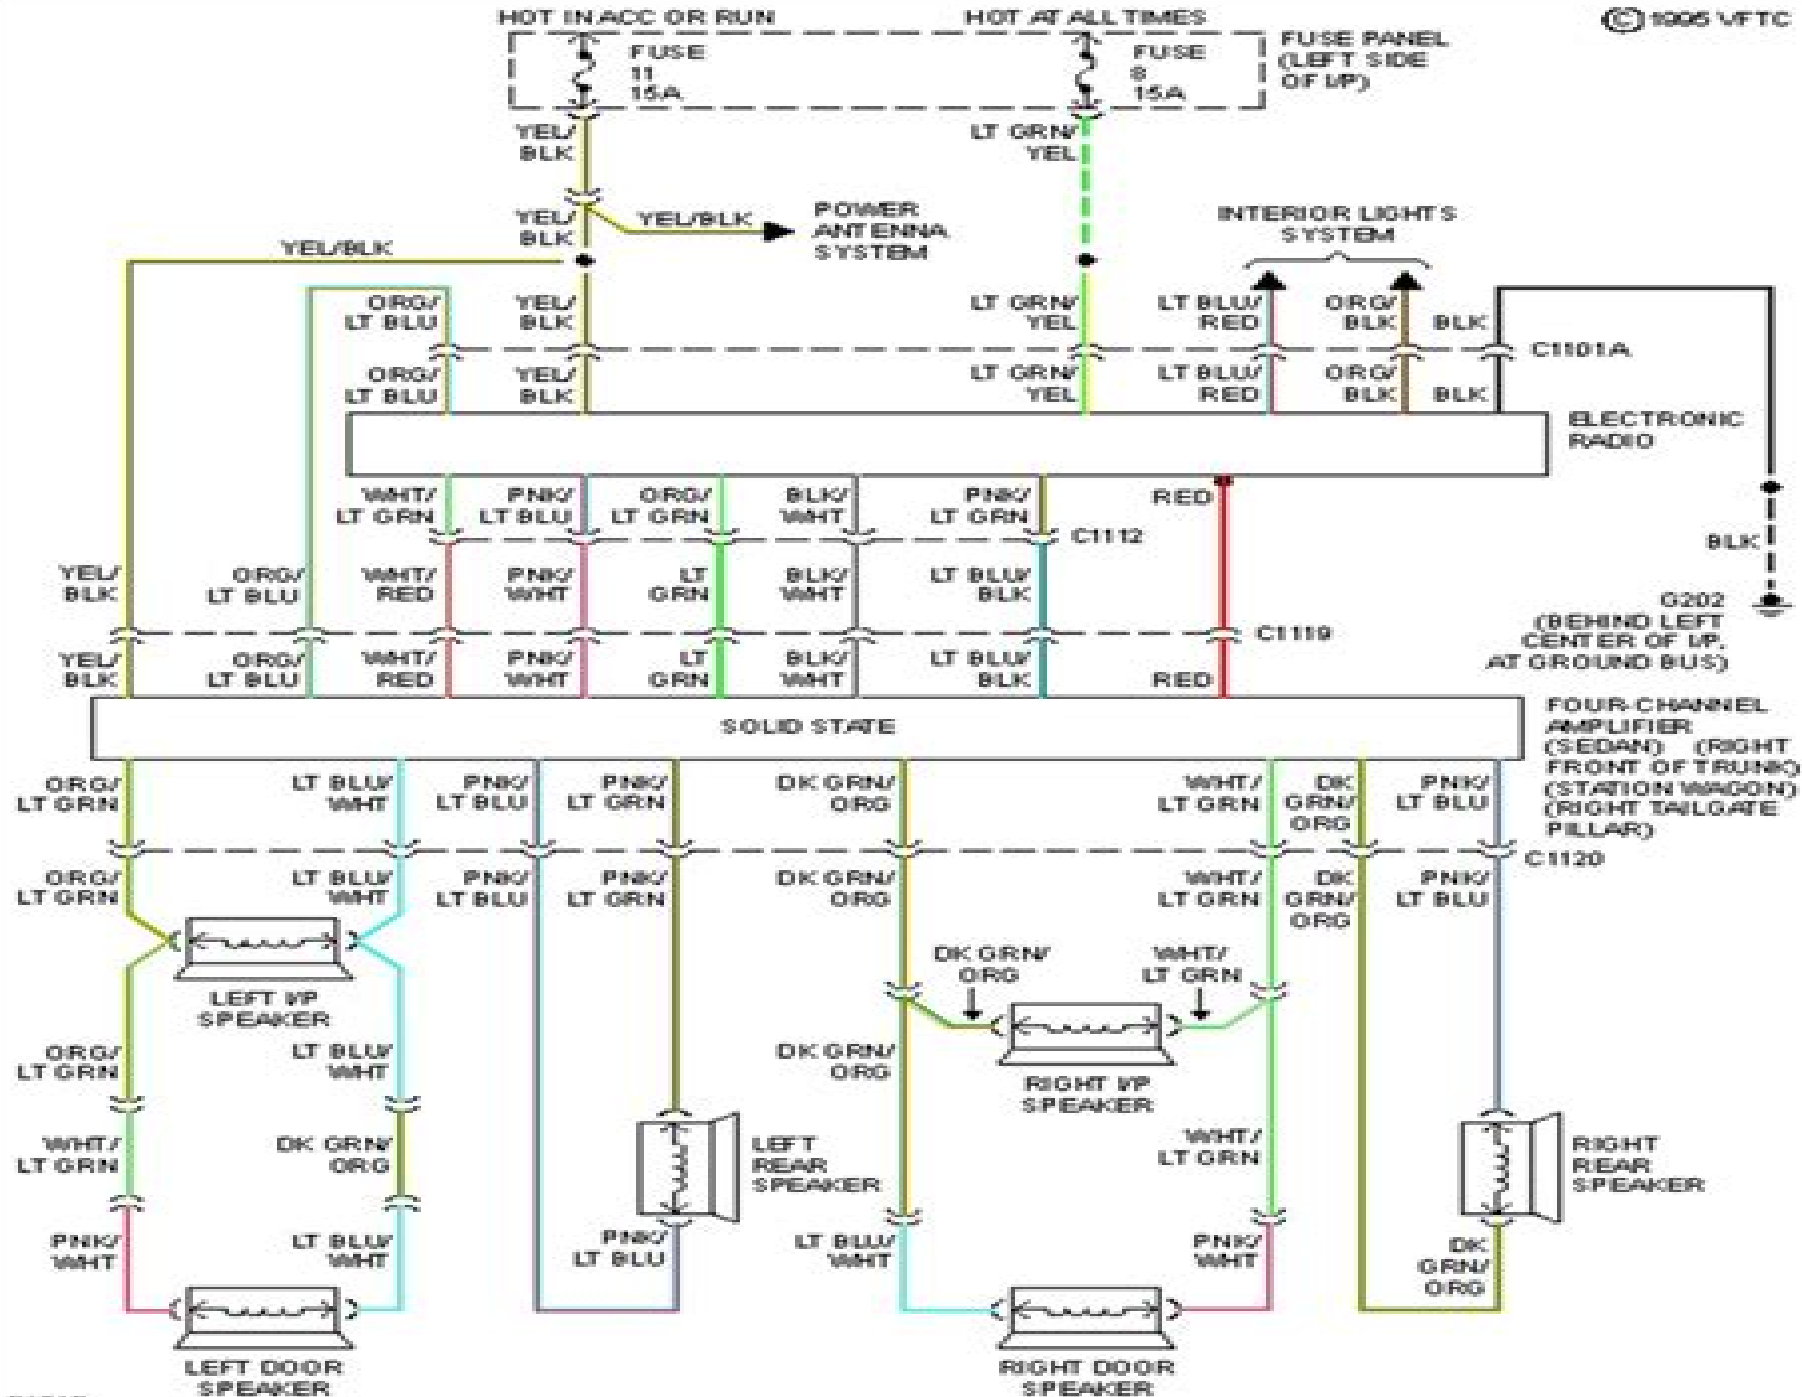 HOT IN ACC OR RUN
HOT AT ALL TIMES
© 1995 VFTC
FUSE
11
15A
FUSE
8
15A
FUSE PANEL
(LEFT SIDE
OF I/P)
YEL/
BLK
LT GRN/
YEL
YEL/
BLK
YEL/BLK
POWER
ANTENNA
SYSTEM
INTERIOR LIGHTS
SYSTEM
YEL/BLK
ORG/
LT BLU
YEL/
BLK
LT GRN/
YEL
LT BLU/
RED
ORG/
BLK
BLK
C1101A
ORG/
LT BLU
YEL/
BLK
LT GRN/
YEL
LT BLU/
RED
ORG/
BLK
BLK
ELECTRONIC
RADIO
WHT/
LT GRN
PNK/
LT BLU
ORG/
LT GRN
BLK/
WHT
PNK/
LT GRN
RED
C1112
BLK
YEL/
BLK
ORG/
LT BLU
WHT/
RED
PNK/
WHT
LT
GRN
BLK/
WHT
LT BLU/
BLK
G202
(BEHIND LEFT
CENTER OF I/P,
AT GROUND BUS)
C1119
YEL/
BLK
ORG/
LT BLU
WHT/
RED
PNK/
WHT
LT
GRN
BLK/
WHT
LT BLU/
BLK
RED
SOLID STATE
FOUR-CHANNEL
AMPLIFIER
(SEDAN) (RIGHT
FRONT OF TRUNK)
(STATION WAGON)
(RIGHT TAILGATE
PILLAR)
ORG/
LT GRN
LT BLU/
WHT
PNK/
LT BLU
PNK/
LT GRN
DK GRN/
ORG
WHT/
LT GRN
DK
GRN/
ORG
PNK/
LT BLU
C1120
ORG/
LT GRN
LT BLU/
WHT
PNK/
LT BLU
PNK/
LT GRN
DK GRN/
ORG
WHT/
LT GRN
DK
GRN/
ORG
PNK/
LT BLU
LEFT I/P
SPEAKER
DK GRN/
ORG
WHT/
LT GRN
ORG/
LT GRN
LT BLU/
WHT
DK GRN/
ORG
RIGHT I/P
SPEAKER
WHT/
LT GRN
DK GRN/
ORG
LEFT
REAR
SPEAKER
WHT/
LT GRN
RIGHT
REAR
SPEAKER
PNK/
WHT
LT BLU/
WHT
PNK/
LT BLU
LT BLU/
WHT
PNK/
WHT
DK
GRN/
ORG
LEFT DOOR
SPEAKER
RIGHT DOOR
SPEAKER